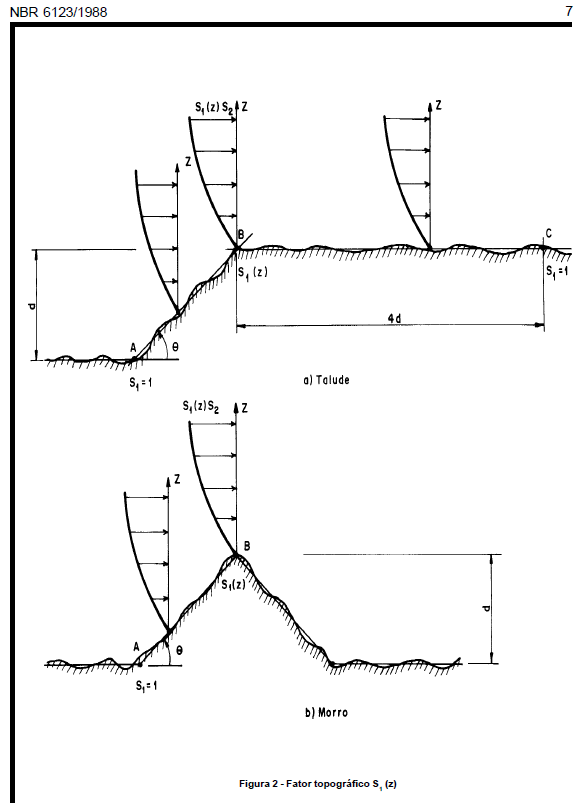 NBR 6123/1988 7
S₁(z) S₂ Z
Z
Z
B
C
S₁(z)
S₁=1
d
4d
A
θ
S₁=1
a) Talude
S₁(z)S₂ Z
Z
B
S₁(z)
d
A
θ
S₁=1
b) Morro
Figura 2 - Fator topográfico S₁ (z)